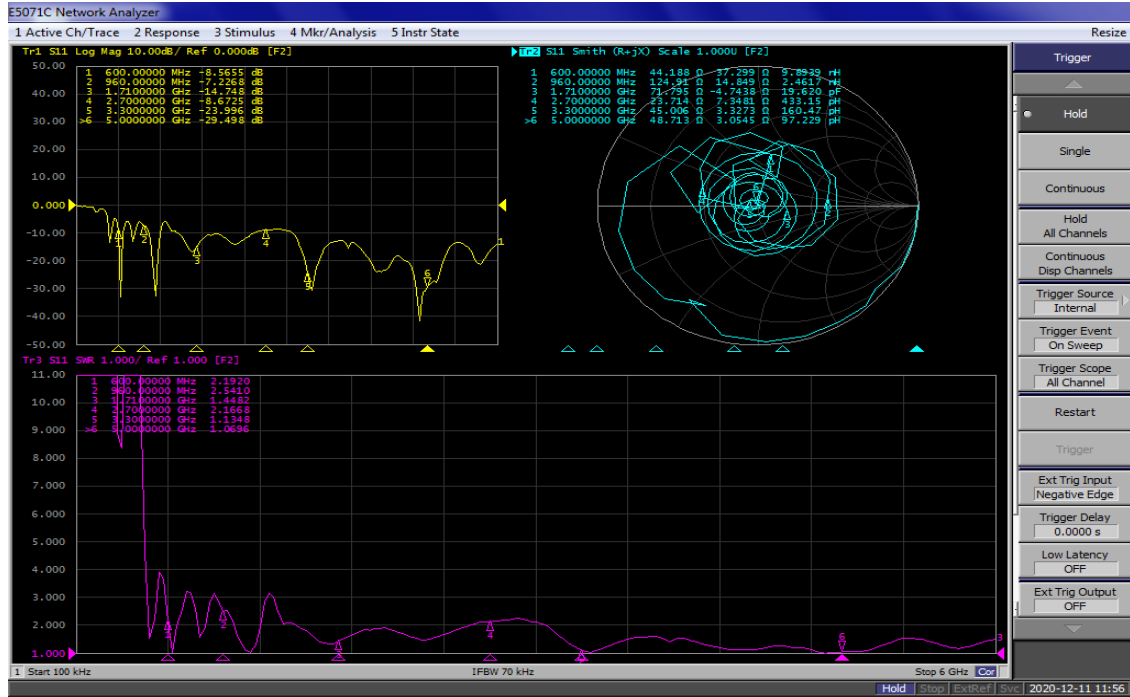 E5071C Network Analyzer
1 Active Ch/Trace 2 Response 3 Stimulus 4 Mkr/Analysis 5 Instr State Resize
Tr1 S11 Log Mag 10.00dB/ Ref 0.000dB [F2]
50.00
40.00
30.00
20.00
10.00
0.000
-10.00
-20.00
-30.00
-40.00
-50.00
1 600.00000 MHz -8.5655 dB
2 960.00000 MHz -7.2268 dB
3 1.7100000 GHz -14.748 dB
4 2.7000000 GHz -8.6725 dB
5 3.3000000 GHz -23.996 dB
>6 5.0000000 GHz -29.498 dB
Tr2 S11 Smith (R+jX) Scale 1.000U [F2]
1 600.00000 MHz 44.188 Ω 37.299 Ω 9.8939 nH
2 960.00000 MHz 124.91 Ω 14.849 Ω 2.4617 nH
3 1.7100000 GHz 71.795 Ω -4.7438 Ω 19.620 pF
4 2.7000000 GHz 23.714 Ω 7.3481 Ω 433.15 pH
5 3.3000000 GHz 45.006 Ω 3.3273 Ω 160.47 pH
>6 5.0000000 GHz 48.713 Ω 3.0545 Ω 97.229 pH
Tr3 S11 SWR 1.000/ Ref 1.000 [F2]
11.00
10.00
9.000
8.000
7.000
6.000
5.000
4.000
3.000
2.000
1.000
1 600.00000 MHz 2.1920
2 960.00000 MHz 2.5410
3 1.7100000 GHz 1.4482
4 2.7000000 GHz 2.1668
5 3.3000000 GHz 1.1348
>6 5.0000000 GHz 1.0696
1 Start 100 kHz IFBW 70 kHz Stop 6 GHz Cor
Trigger
Hold
Single
Continuous
Hold
All Channels
Continuous
Disp Channels
Trigger Source
Internal
Trigger Event
On Sweep
Trigger Scope
All Channel
Restart
Trigger
Ext Trig Input
Negative Edge
Trigger Delay
0.0000 s
Low Latency
OFF
Ext Trig Output
OFF
Hold Stop ExtRef Svc 2020-12-11 11:56